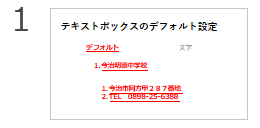 1
テキストボックスのデフォルト設定
デフォルト 文字
1. 今治明徳中学校
1. 今治市阿方甲287番地
2. TEL 0898-25-6388